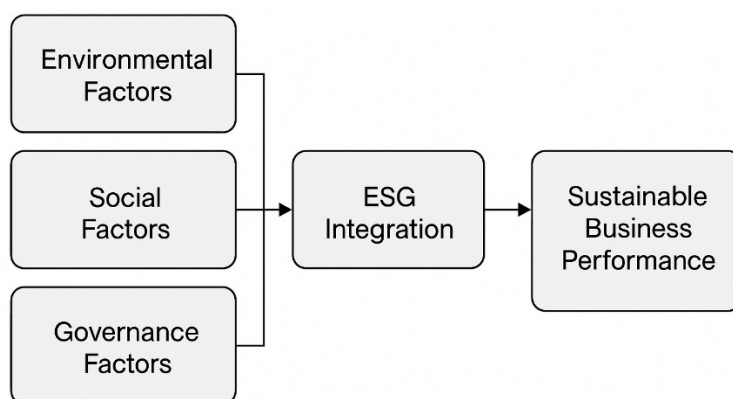 Environmental
Factors
Social
Factors
Governance
Factors
ESG
Integration
Sustainable
Business
Performance